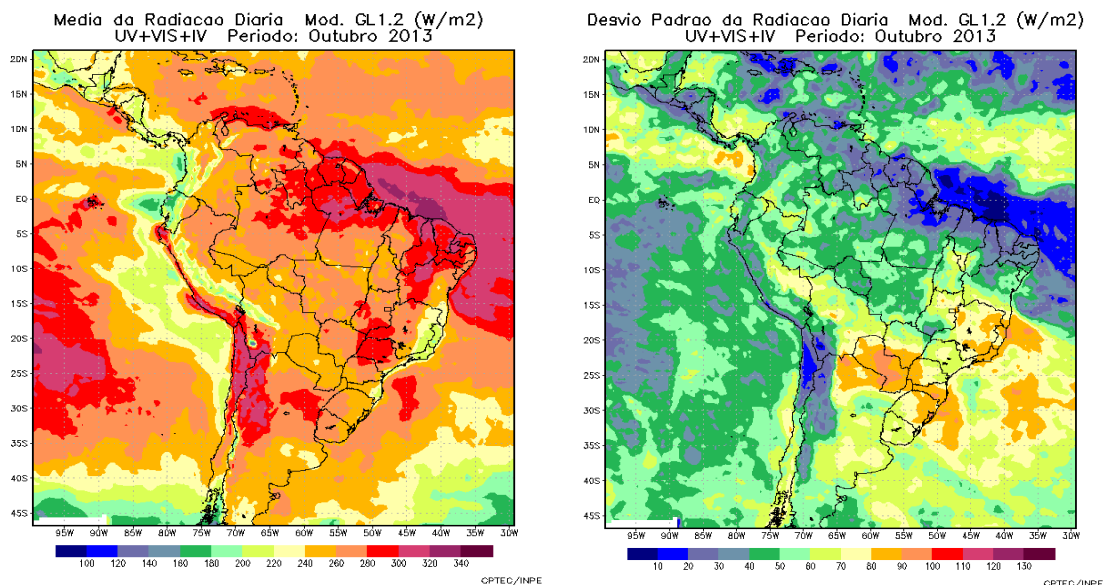 Media da Radiacao Diaria Mod. GL1.2 (W/m2)
UV+VIS+IV Periodo: Outubro 2013
20N
15N
10N
5N
EQ
5S
10S
15S
20S
25S
30S
35S
40S
45S
95W 90W 85W 80W 75W 70W 65W 60W 55W 50W 45W 40W 35W 30W
100 120 140 160 180 200 220 240 260 280 300 320 340
CPTEC/INPE
Desvio Padrao da Radiacao Diaria Mod. GL1.2 (W/m2)
UV+VIS+IV Periodo: Outubro 2013
20N
15N
10N
5N
EQ
5S
10S
15S
20S
25S
30S
35S
40S
45S
95W 90W 85W 80W 75W 70W 65W 60W 55W 50W 45W 40W 35W 30W
10 20 30 40 50 60 70 80 90 100 110 120 130
CPTEC/INPE